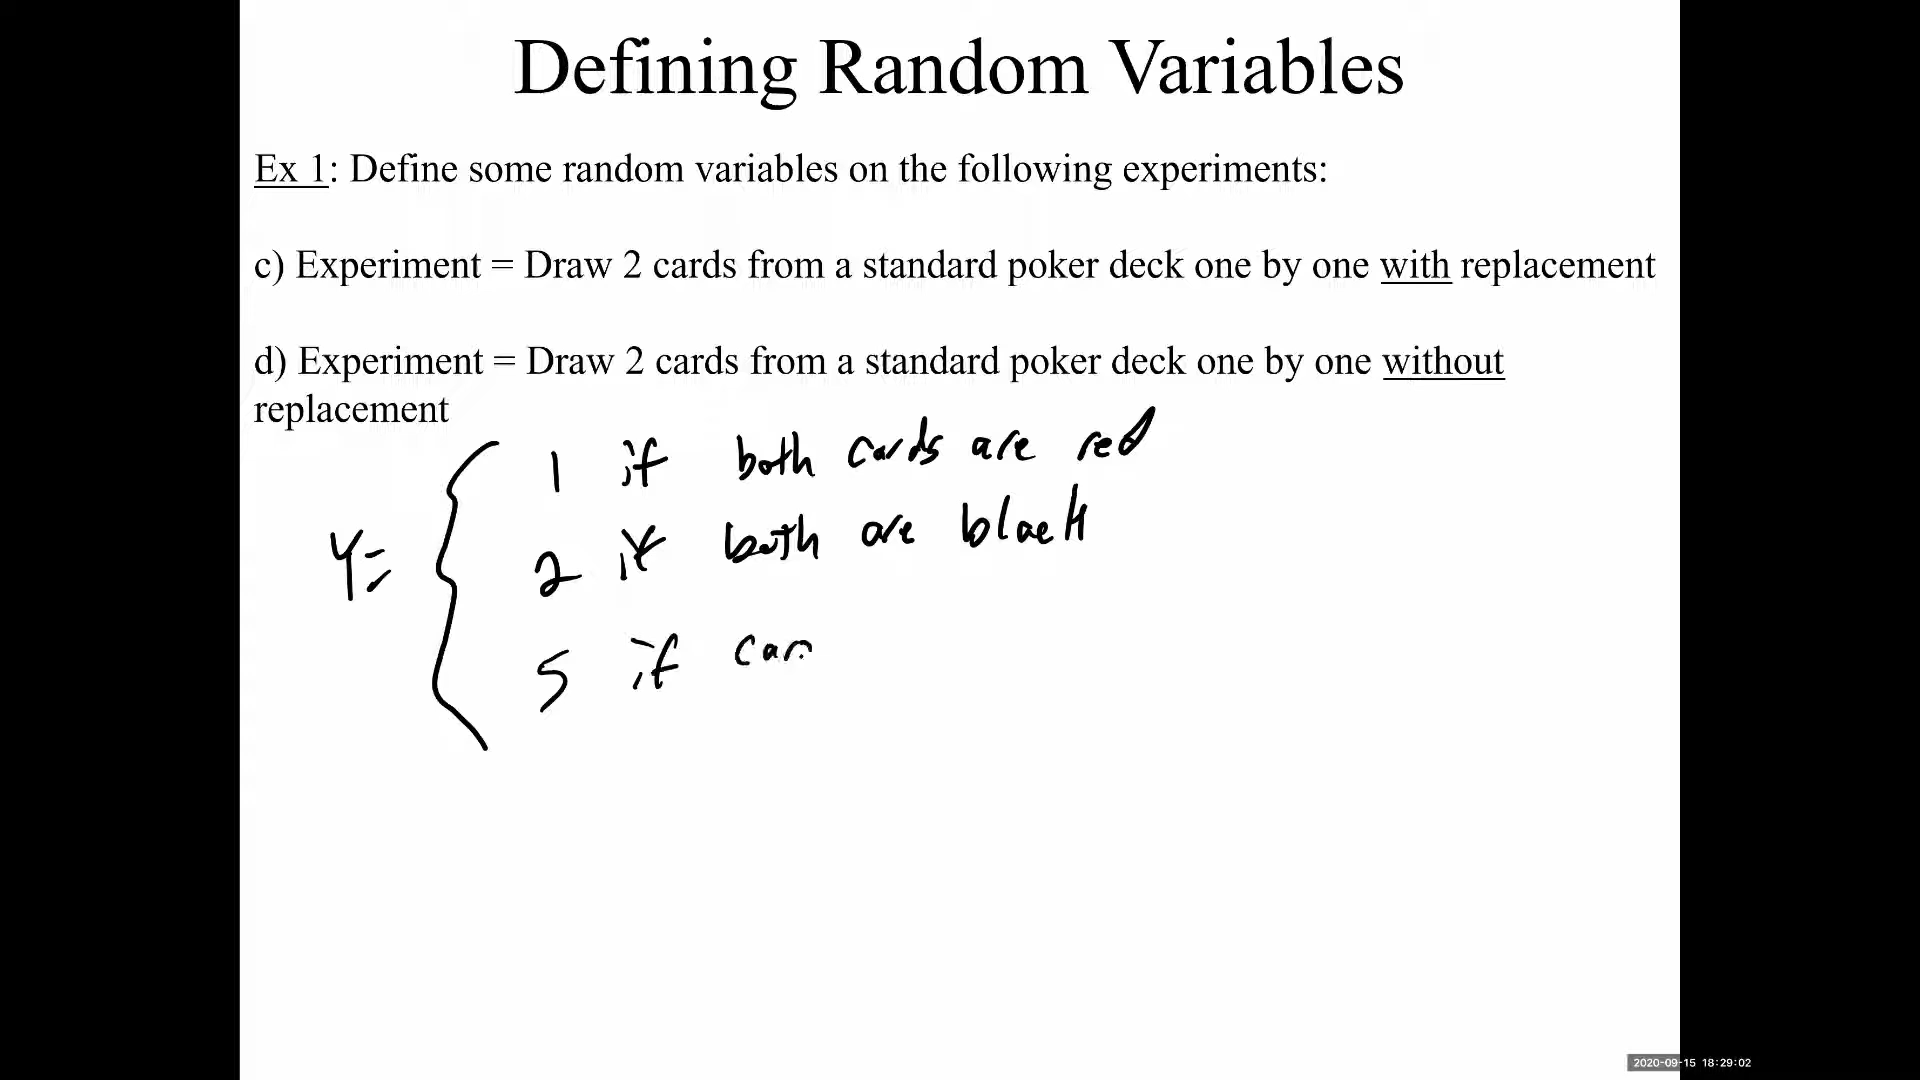 Defining Random Variables
Ex 1: Define some random variables on the following experiments:
c) Experiment = Draw 2 cards from a standard poker deck one by one with replacement
d) Experiment = Draw 2 cards from a standard poker deck one by one without
replacement
1 if both cards are red
Y= { 2 if both are black
5 if car
2020-09-15 18:29:02